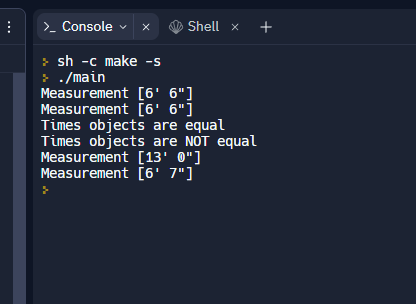 Console
Shell
sh -c make -s
./main
Measurement [6' 6"]
Measurement [6' 6"]
Times objects are equal
Times objects are NOT equal
Measurement [13' 0"]
Measurement [6' 7"]